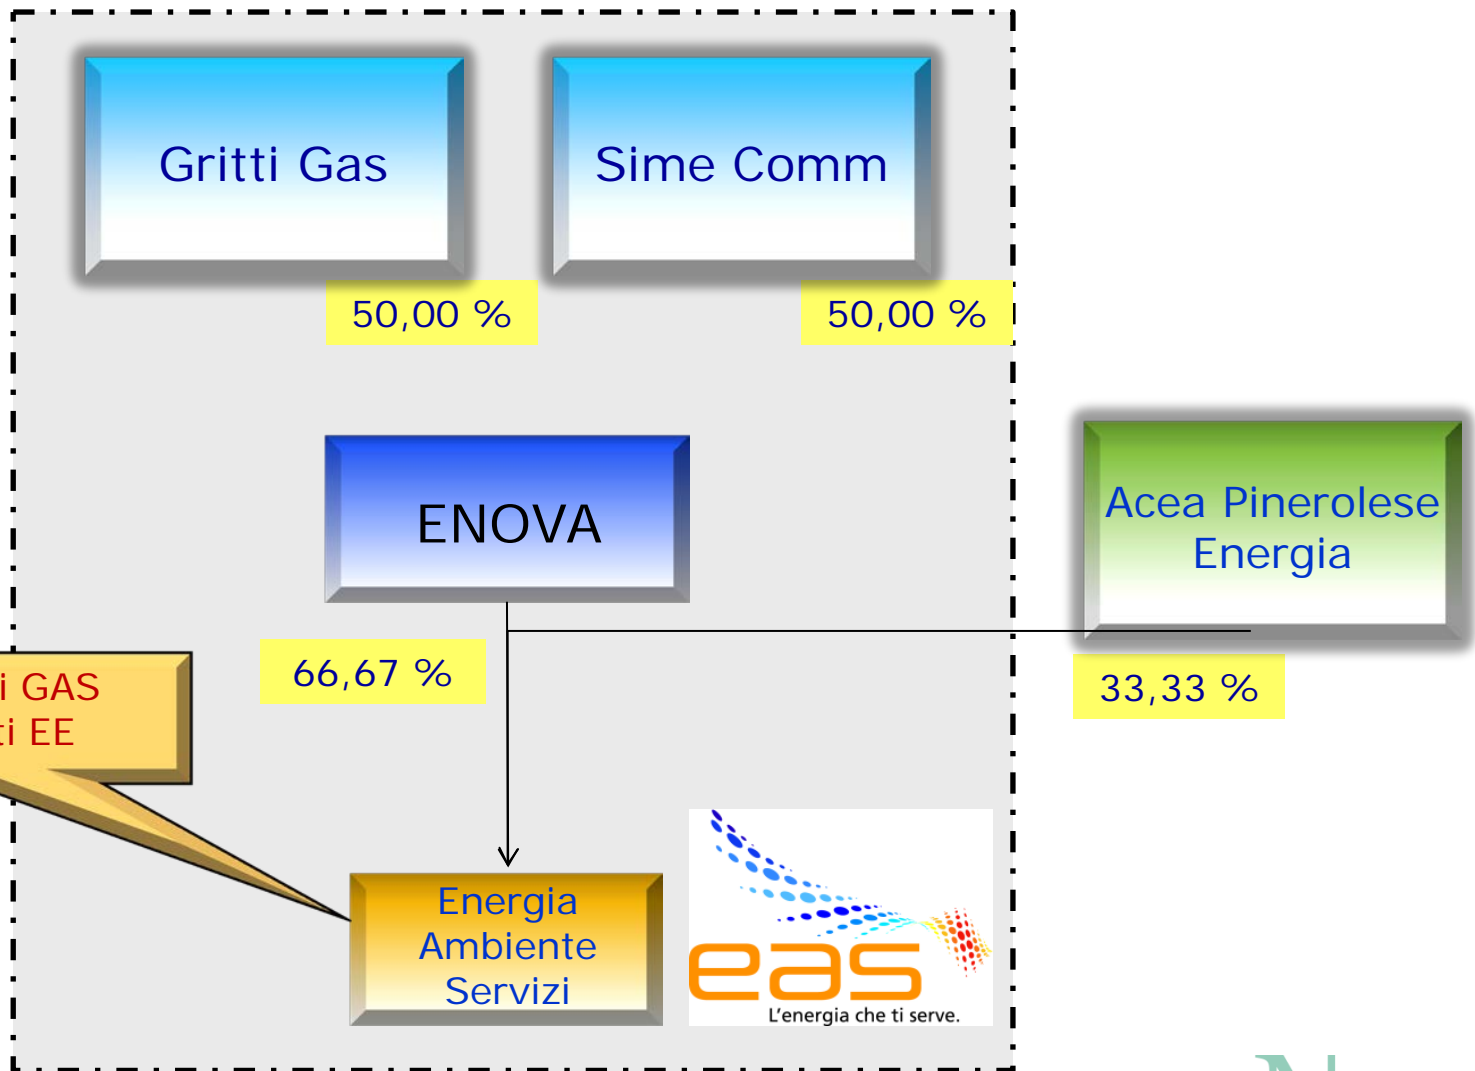 Gritti Gas
Sime Comm
50,00 %
50,00 %
ENOVA
Acea Pinerolese
Energia
66,67 %
33,33 %
GAS
EE
Energia
Ambiente
Servizi
eas
L'energia che ti serve.